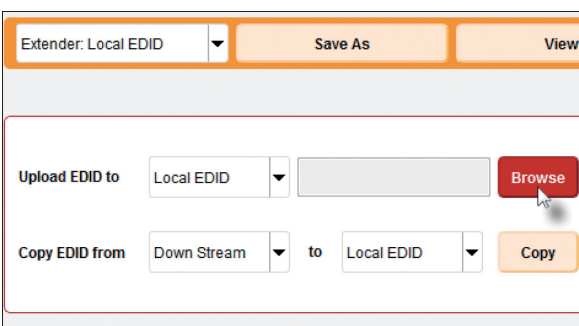 Extender: Local EDID Save As View
Upload EDID to Local EDID Browse
Copy EDID from Down Stream to Local EDID Copy